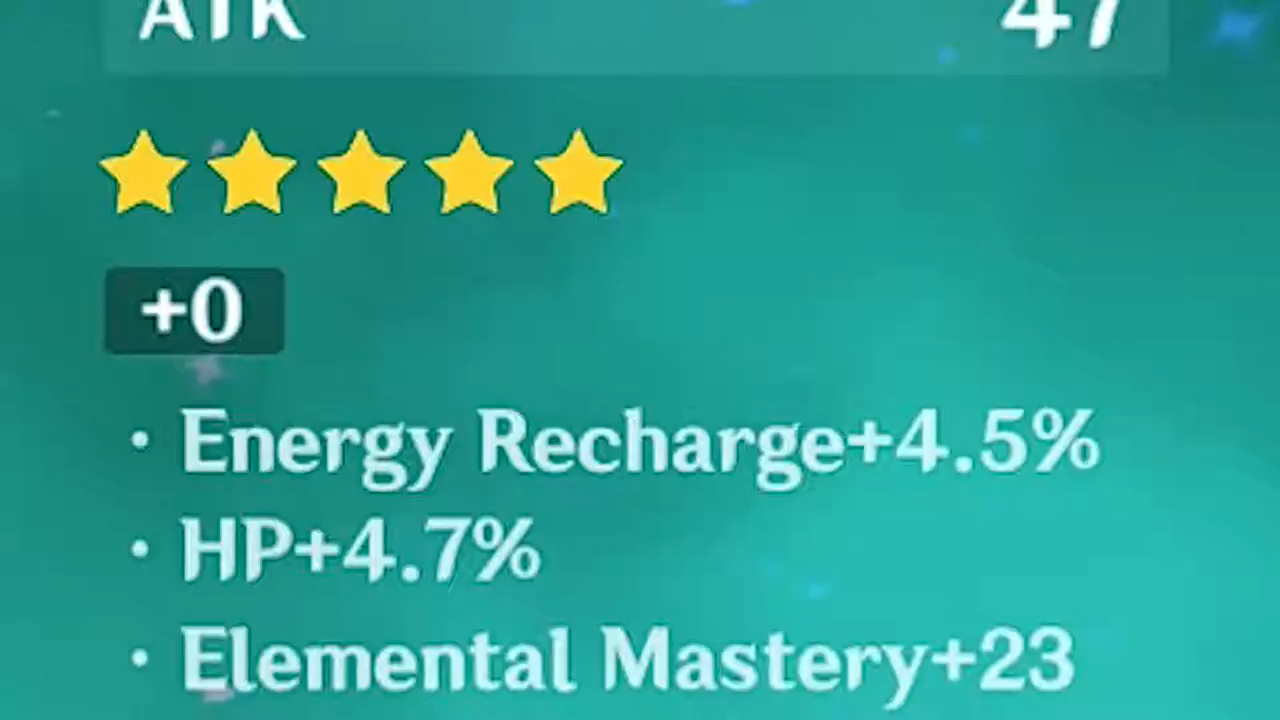 ATK 47
+0
· Energy Recharge+4.5%
· HP+4.7%
· Elemental Mastery+23